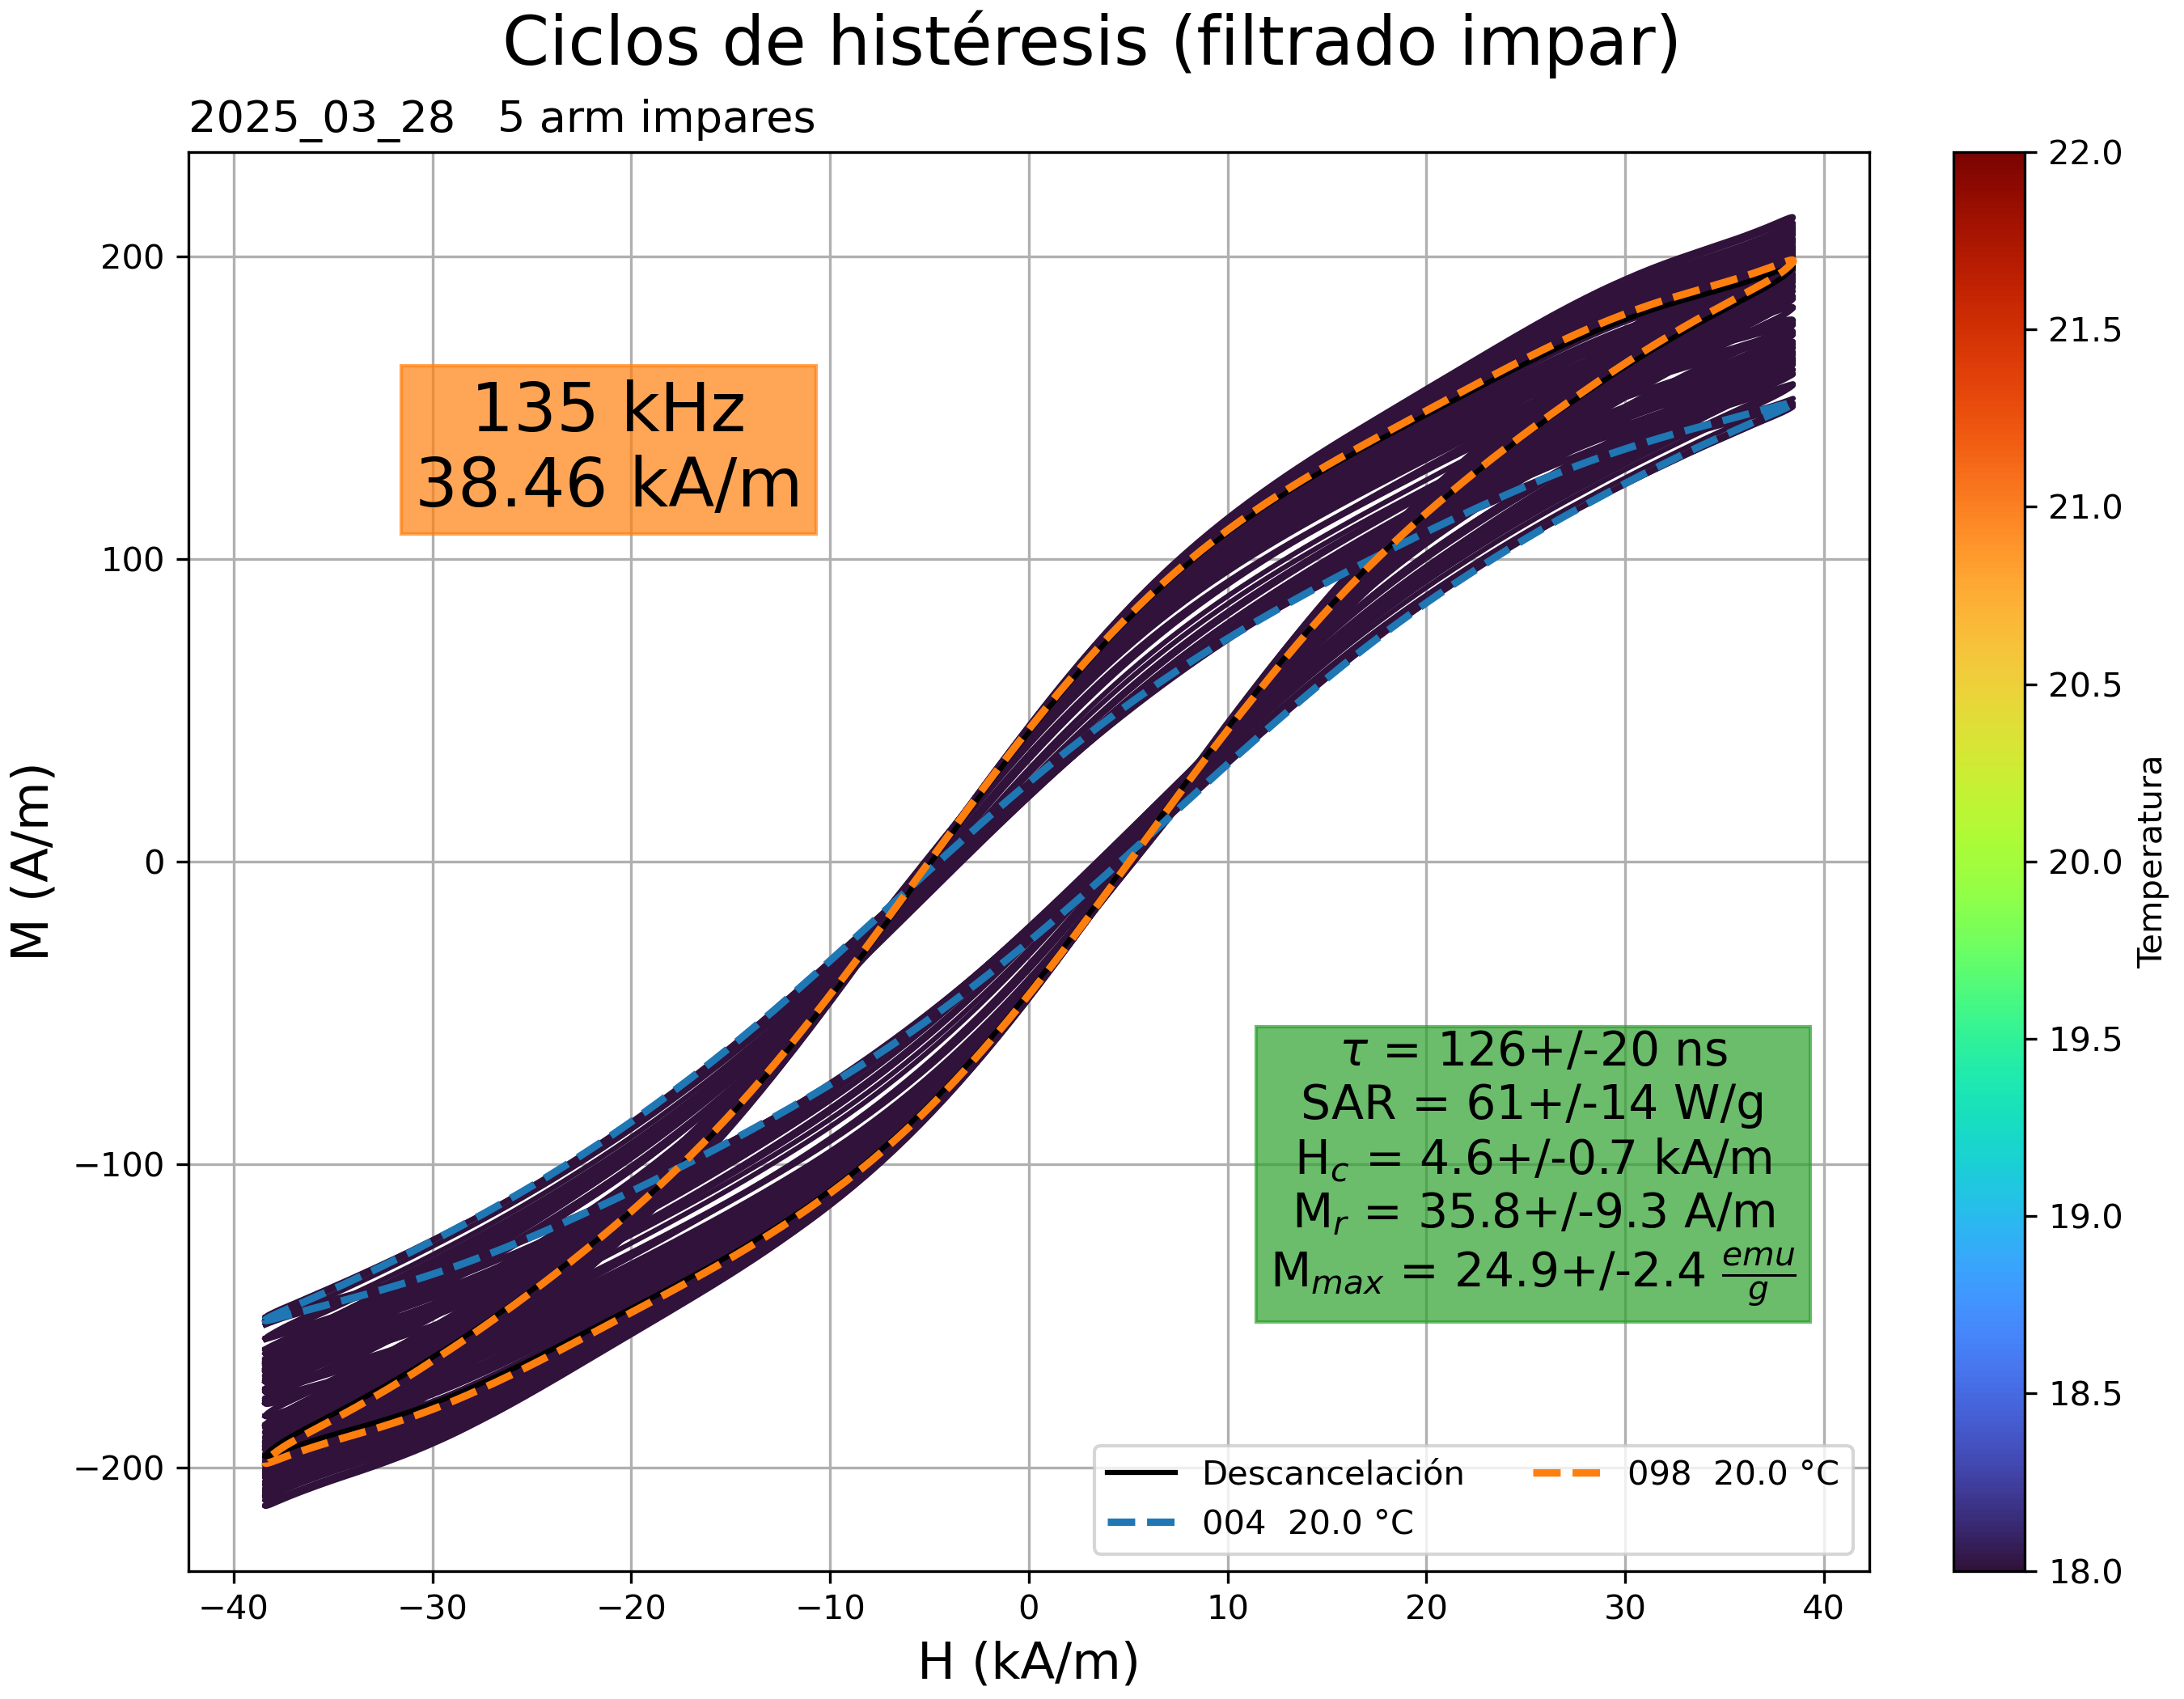 Ciclos de histéresis (filtrado impar)
2025_03_28   5 arm impares
135 kHz
38.46 kA/m
τ = 126+/-20 ns
SAR = 61+/-14 W/g
H_c = 4.6+/-0.7 kA/m
M_r = 35.8+/-9.3 A/m
M_max = 24.9+/-2.4 emu/g
Descancelación
004  20.0 °C
098  20.0 °C
M (A/m)
200
100
0
−100
−200
−40 −30 −20 −10 0 10 20 30 40
H (kA/m)
22.0
21.5
21.0
20.5
20.0
19.5
19.0
18.5
18.0
Temperatura